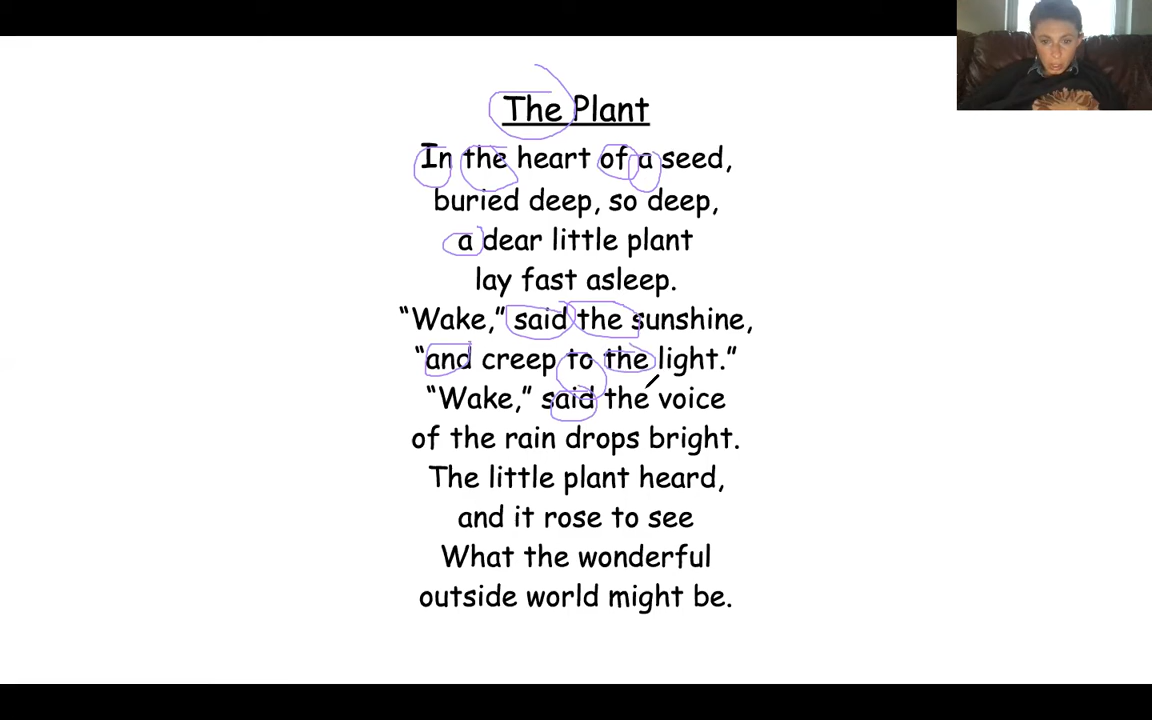 The Plant
In the heart of a seed,
buried deep, so deep,
a dear little plant
lay fast asleep.
“Wake,” said the sunshine,
“and creep to the light.”
“Wake,” said the voice
of the rain drops bright.
The little plant heard,
and it rose to see
What the wonderful
outside world might be.